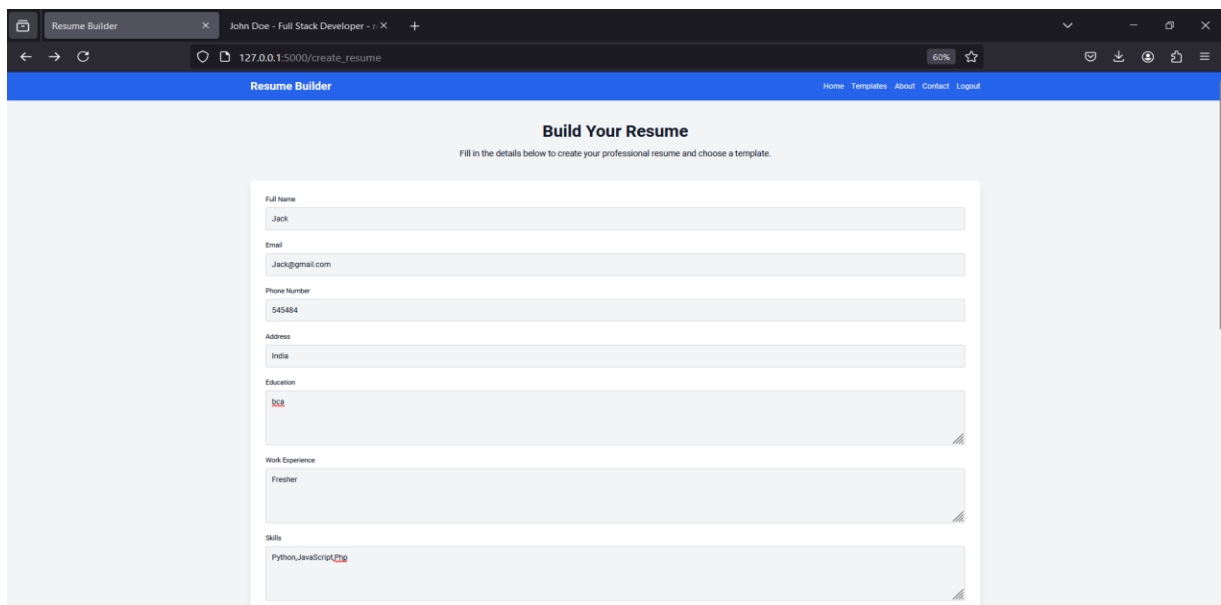 Resume Builder
John Doe - Full Stack Developer -
127.0.0.1:5000/create_resume
60%
Resume Builder
Home Templates About Contact Logout
Build Your Resume
Fill in the details below to create your professional resume and choose a template.
Full Name
Jack
Email
Jack@gmail.com
Phone Number
545484
Address
India
Education
bca
Work Experience
Fresher
Skills
Python,JavaScript,Php